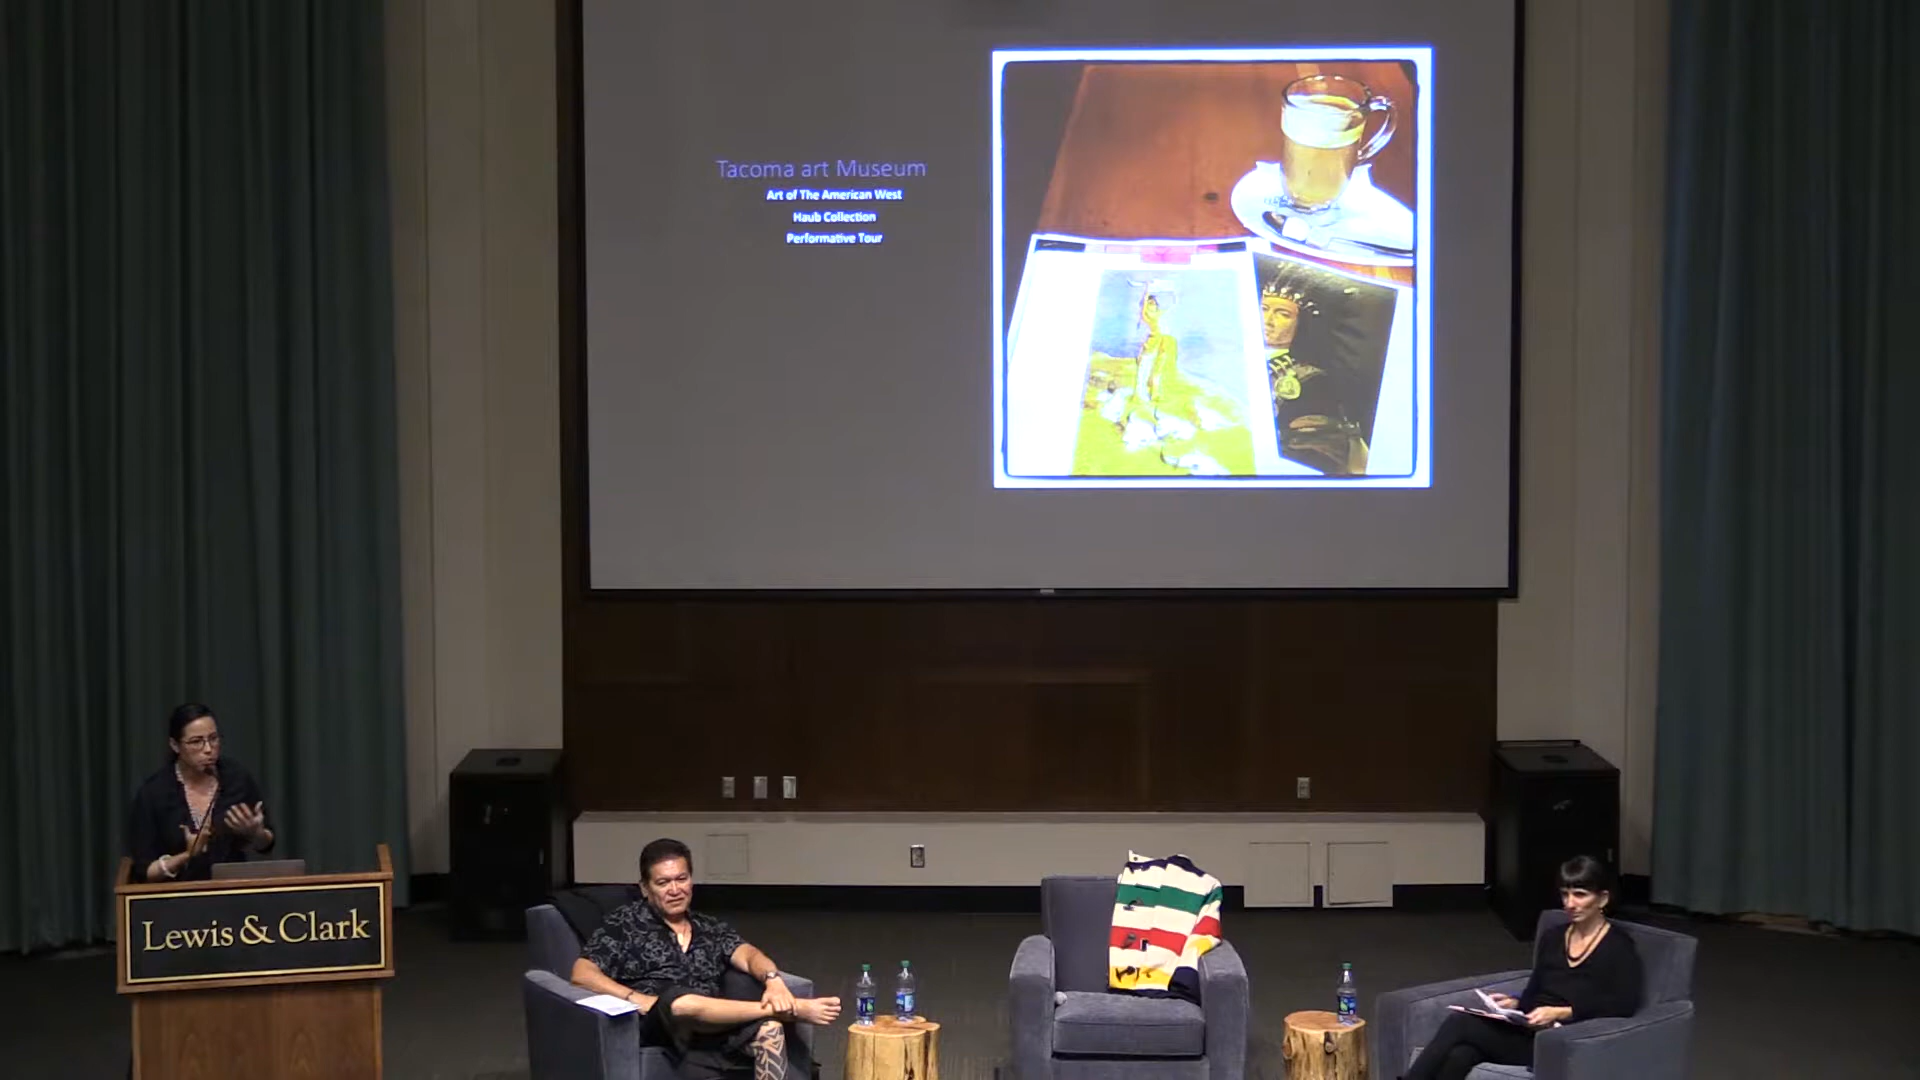 Tacoma art Museum
Art of The American West
Haub Collection
Performative Tour
Lewis & Clark